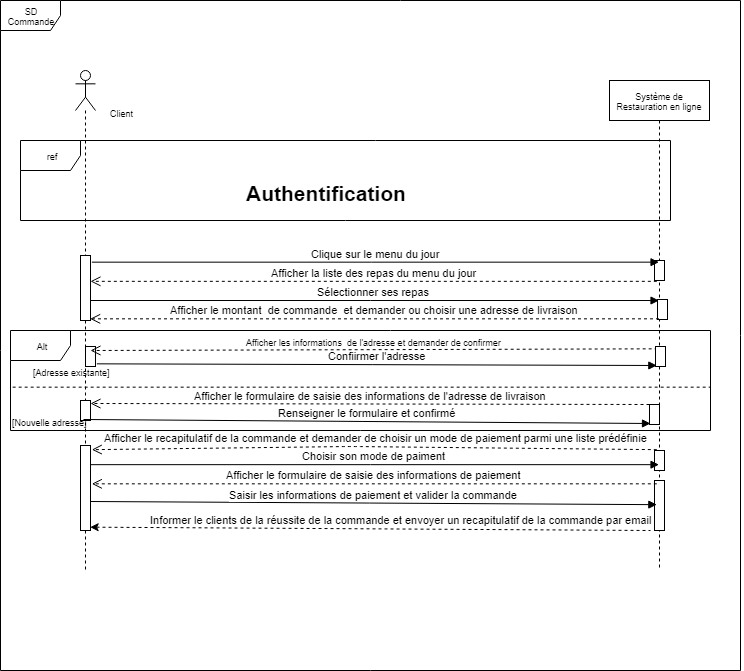 SD
Commande
Client
Système de
Restauration en ligne
ref
Authentification
Clique sur le menu du jour
Afficher la liste des repas du menu du jour
Sélectionner ses repas
Afficher le montant de commande et demander ou choisir une adresse de livraison
Alt
Afficher les informations de l'adresse et demander de confirmer
Confiirmer l'adresse
[Adresse existante]
Afficher le formulaire de saisie des informations de l'adresse de livraison
Renseigner le formulaire et confirmé
[Nouvelle adresse]
Afficher le recapitulatif de la commande et demander de choisir un mode de paiement parmi une liste prédéfinie
Choisir son mode de paiment
Afficher le formulaire de saisie des informations de paiement
Saisir les informations de paiement et valider la commande
Informer le clients de la réussite de la commande et envoyer un recapitulatif de la commande par email